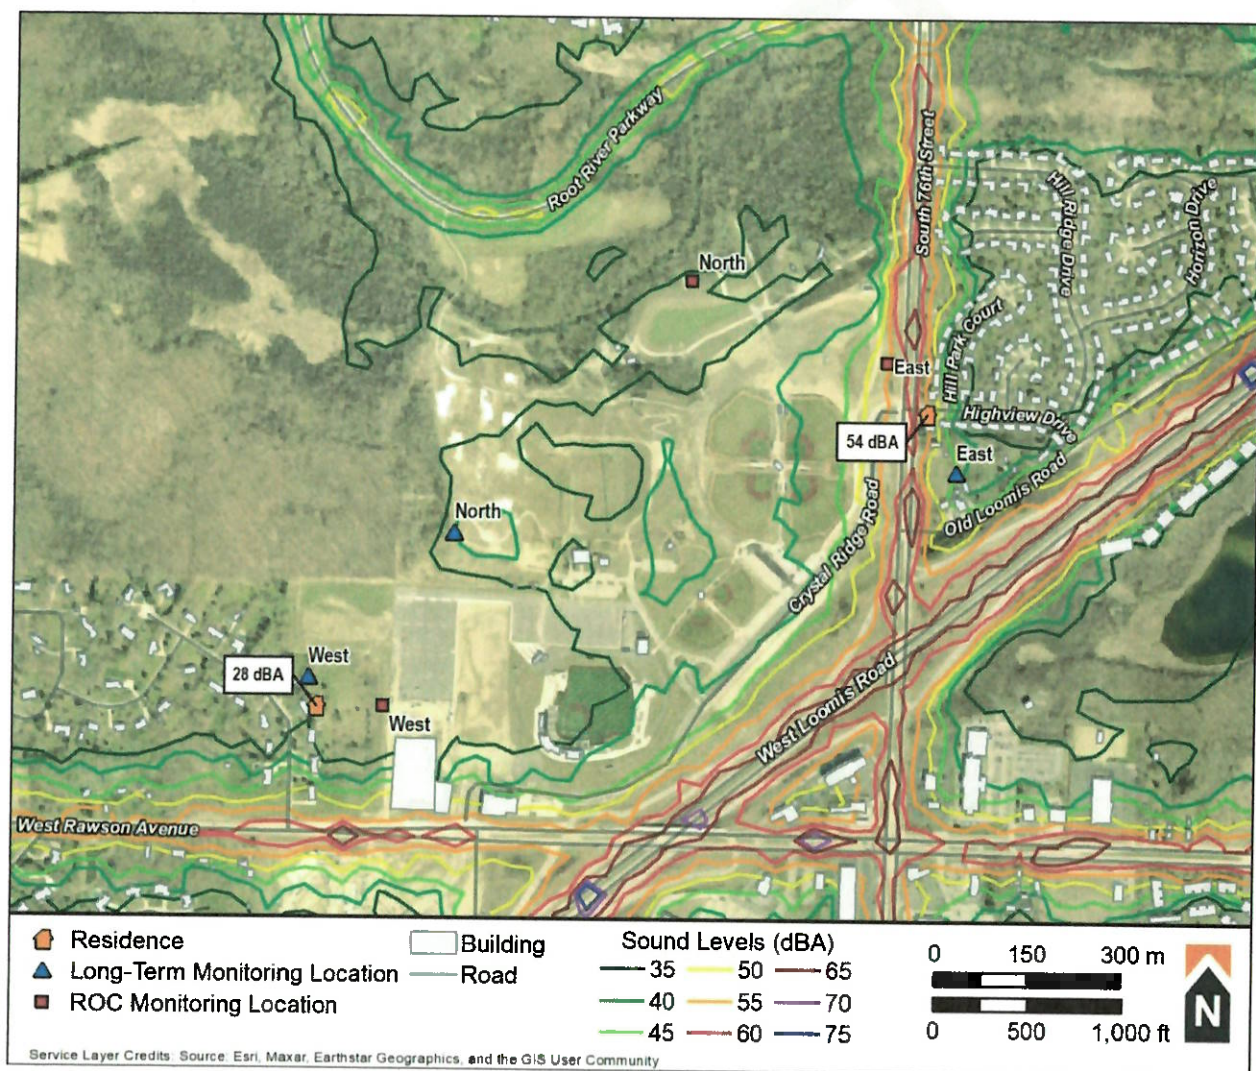 Root River Parkway
South 76th Street
Hill Ridge Drive
Horizon Drive
North
Hill Park Court
East
Highview Drive
54 dBA
East
Old Loomis Road
North
Crystal Ridge Road
West
28 dBA
West
West Loomis Road
West Rawson Avenue
Residence
Long-Term Monitoring Location
ROC Monitoring Location
Building
Road
Sound Levels (dBA)
35 50 65
40 55 70
45 60 75
0 150 300 m
0 500 1,000 ft
N
Service Layer Credits: Source: Esri, Maxar, Earthstar Geographics, and the GIS User Community